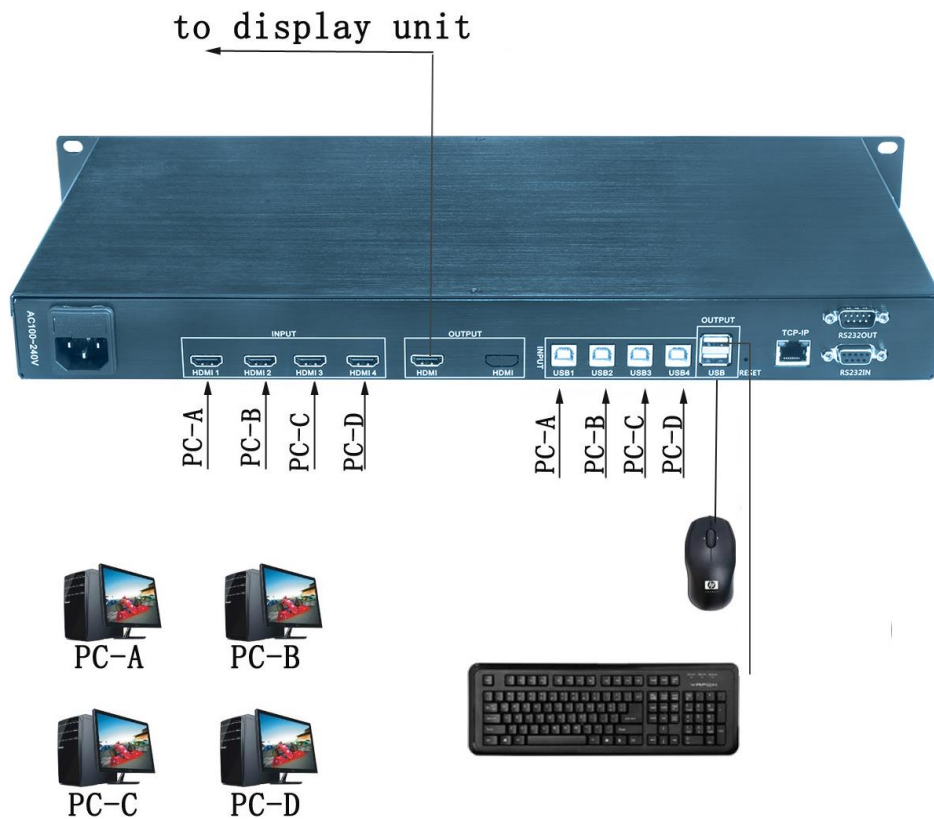 to display unit
AC100~240V
INPUT
HDMI 1
HDMI 2
HDMI 3
HDMI 4
OUTPUT
HDMI
HDMI
INPUT
USB1
USB2
USB3
USB4
OUTPUT
USB
RESET
TCP-IP
RS232OUT
RS232IN
PC-A
PC-B
PC-C
PC-D
PC-A
PC-B
PC-C
PC-D
hp
PC-A
PC-B
PC-C
PC-D